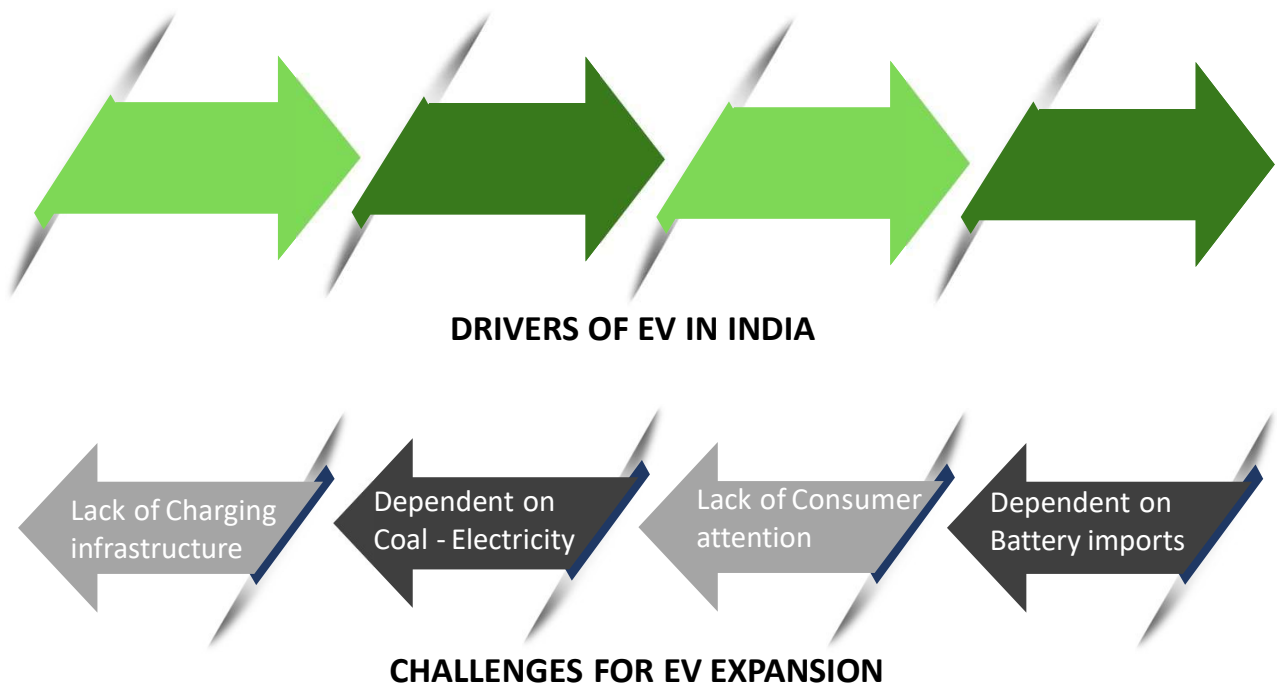 DRIVERS OF EV IN INDIA
Lack of Charging
infrastructure
Dependent on
Coal - Electricity
Lack of Consumer
attention
Dependent on
Battery imports
CHALLENGES FOR EV EXPANSION